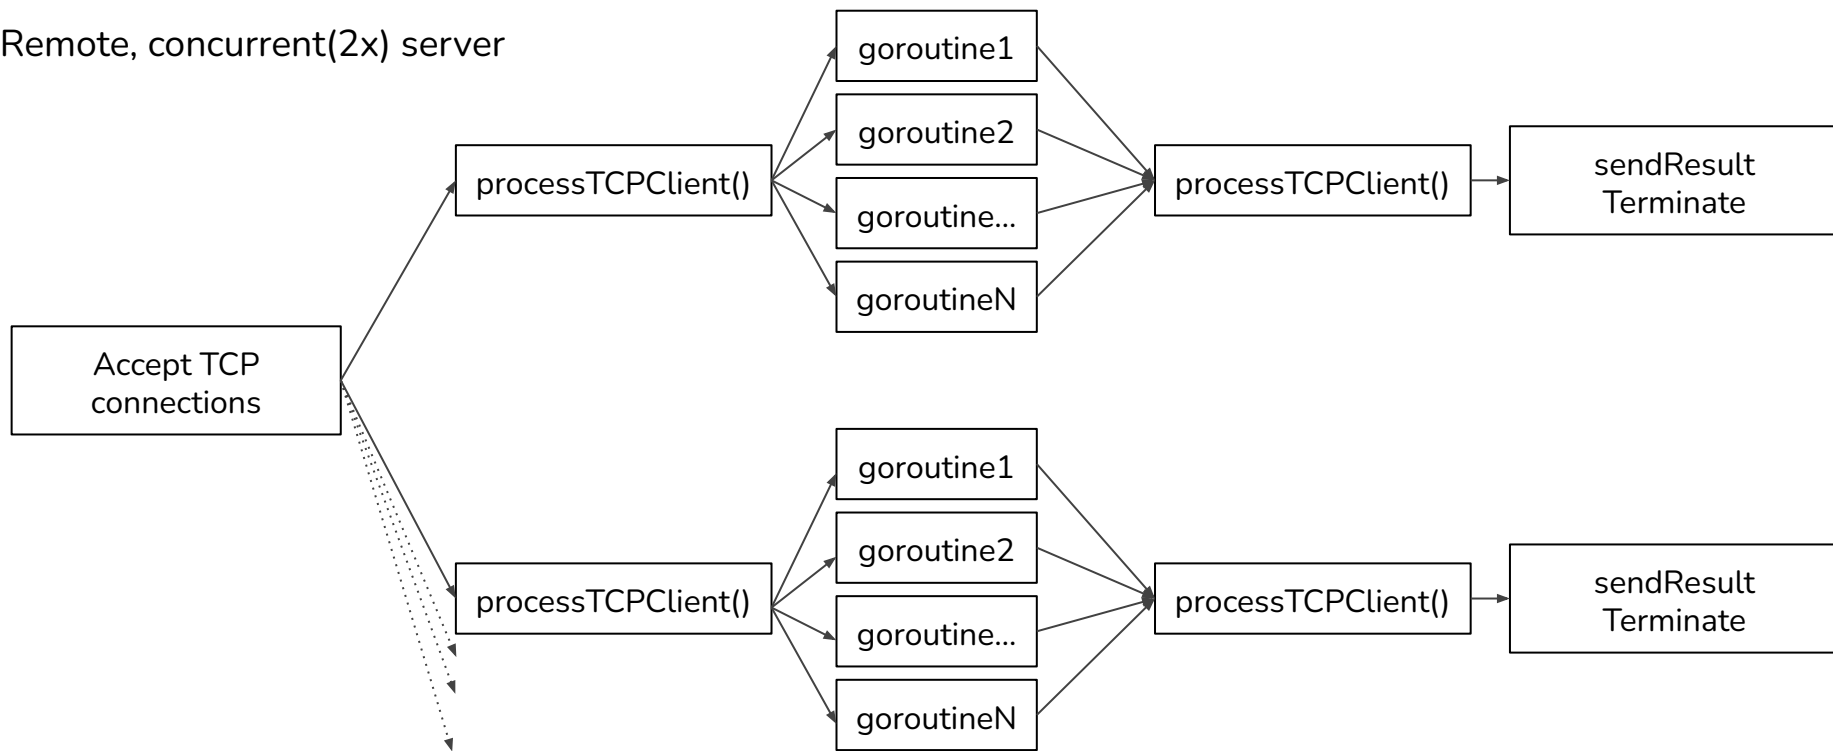 Remote, concurrent(2x) server
Accept TCP
connections
processTCPClient()
goroutine1
goroutine2
goroutine...
goroutineN
processTCPClient()
sendResult
Terminate
processTCPClient()
goroutine1
goroutine2
goroutine...
goroutineN
processTCPClient()
sendResult
Terminate